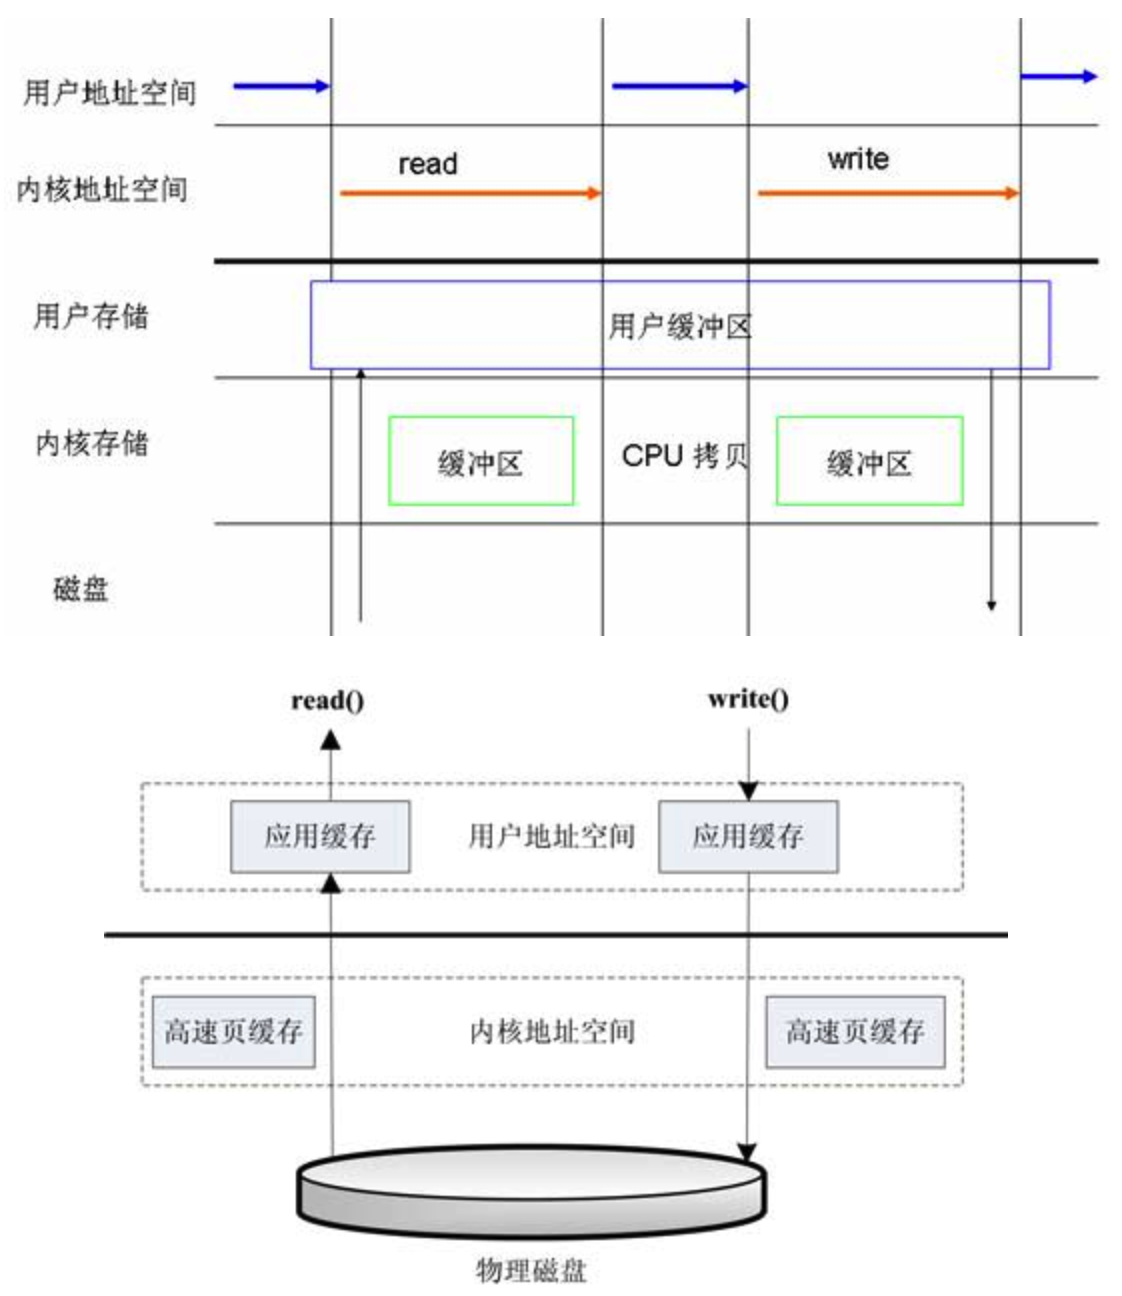 用户地址空间
内核地址空间
read
write
用户存储
用户缓冲区
内核存储
缓冲区
CPU 拷贝
缓冲区
磁盘
read()
write()
应用缓存
用户地址空间
应用缓存
高速页缓存
内核地址空间
高速页缓存
物理磁盘